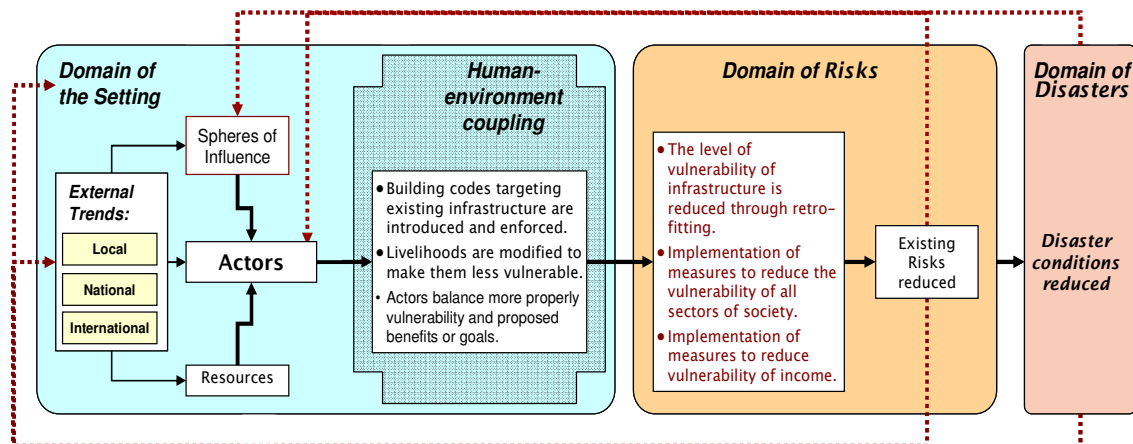 Domain of
the Setting
Spheres of
Influence
External
Trends:
Local
National
International
Actors
Resources
Human-
environment
coupling
• Building codes targeting
existing infrastructure are
introduced and enforced.
• Livelihoods are modified to
make them less vulnerable.
• Actors balance more properly
vulnerability and proposed
benefits or goals.
Domain of Risks
• The level of
vulnerability of
infrastructure is
reduced through retro-
fitting.
• Implementation of
measures to reduce the
vulnerability of all
sectors of society.
• Implementation of
measures to reduce
vulnerability of income.
Existing
Risks
reduced
Domain of
Disasters
Disaster
conditions
reduced